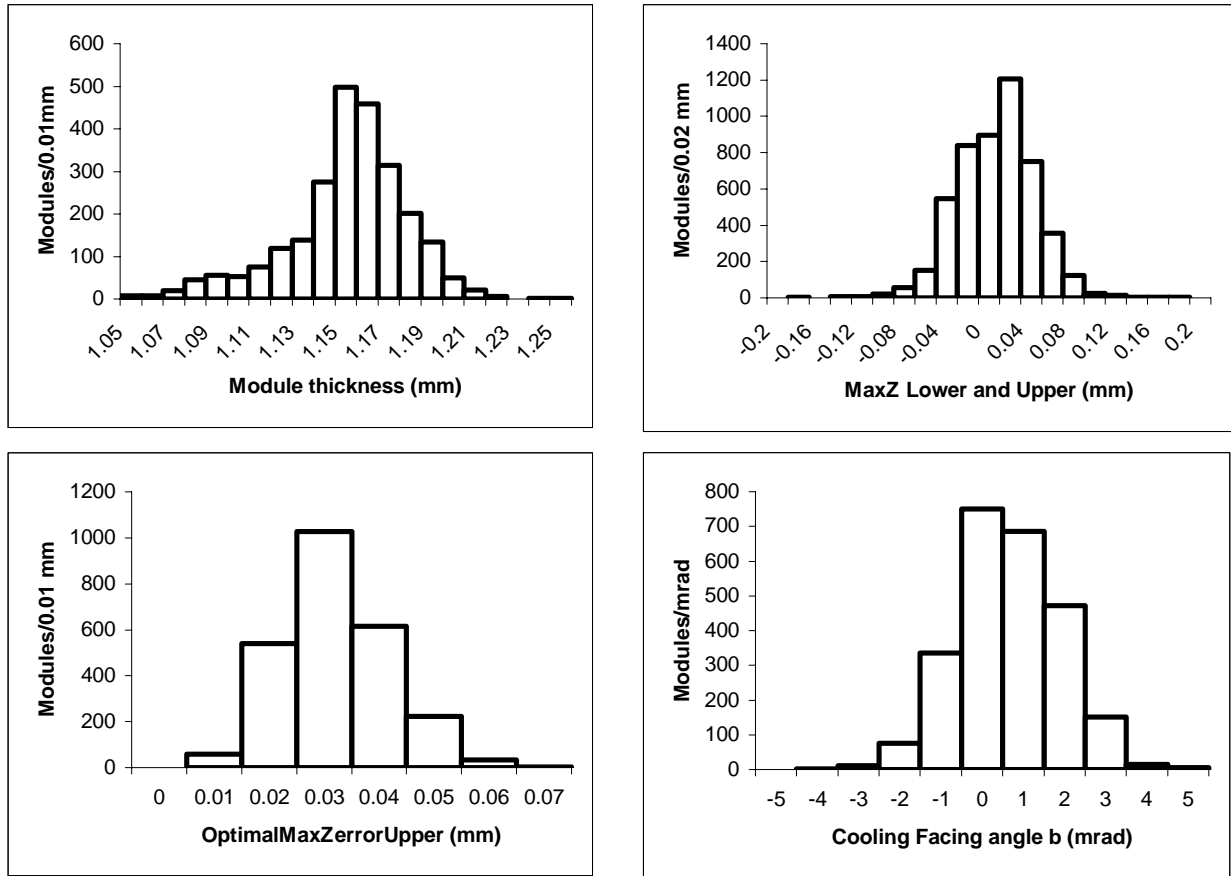 600
500
400
300
200
100
0
Modules/0.01mm
1.05 1.07 1.09 1.11 1.13 1.15 1.17 1.19 1.21 1.23 1.25
Module thickness (mm)
1400
1200
1000
800
600
400
200
0
Modules/0.02 mm
-0.2 -0.16 -0.12 -0.08 -0.04 0 0.04 0.08 0.12 0.16 0.2
MaxZ Lower and Upper (mm)
1200
1000
800
600
400
200
0
Modules/0.01 mm
0 0.01 0.02 0.03 0.04 0.05 0.06 0.07
OptimalMaxZerrorUpper (mm)
800
700
600
500
400
300
200
100
0
Modules/mrad
-5 -4 -3 -2 -1 0 1 2 3 4 5
Cooling Facing angle b (mrad)